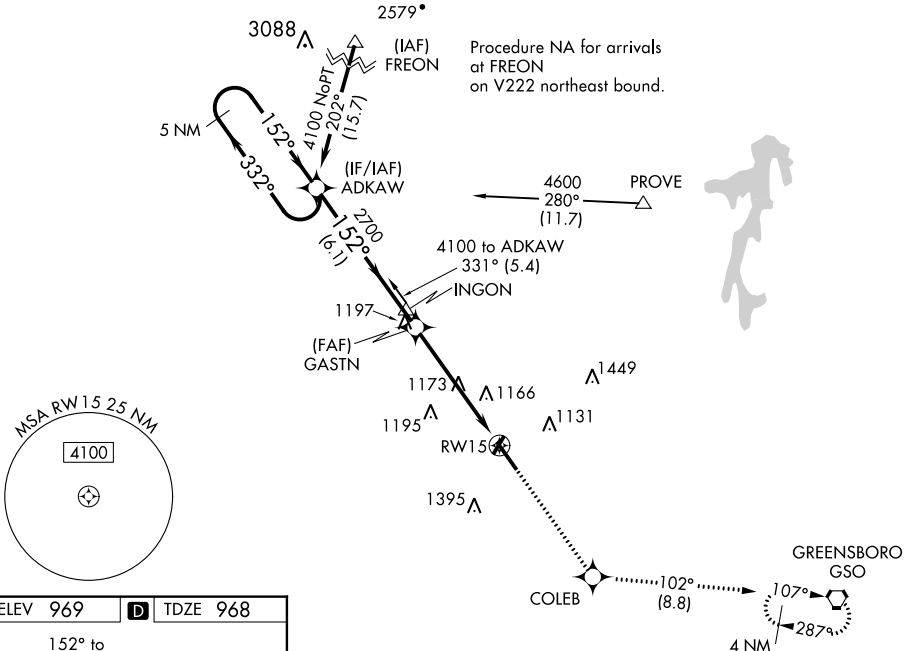 2579
3088
(IAF)
FREON
Procedure NA for arrivals
at FREON
on V222 northeast bound.
4100 NoPT
202°
(15.7)
5 NM
152°
332°
(IF/IAF)
ADKAW
4600
280°
(11.7)
PROVE
2700
152°
(6.1)
4100 to ADKAW
331° (5.4)
INGON
1197
(FAF)
GASTN
1173
1166
1449
1195
1131
RW15
MSA RW15 25 NM
4100
1395
COLEB
102°
(8.8)
GREENSBORO
GSO
107°
287°
4 NM
ELEV 969 D TDZE 968
152° to